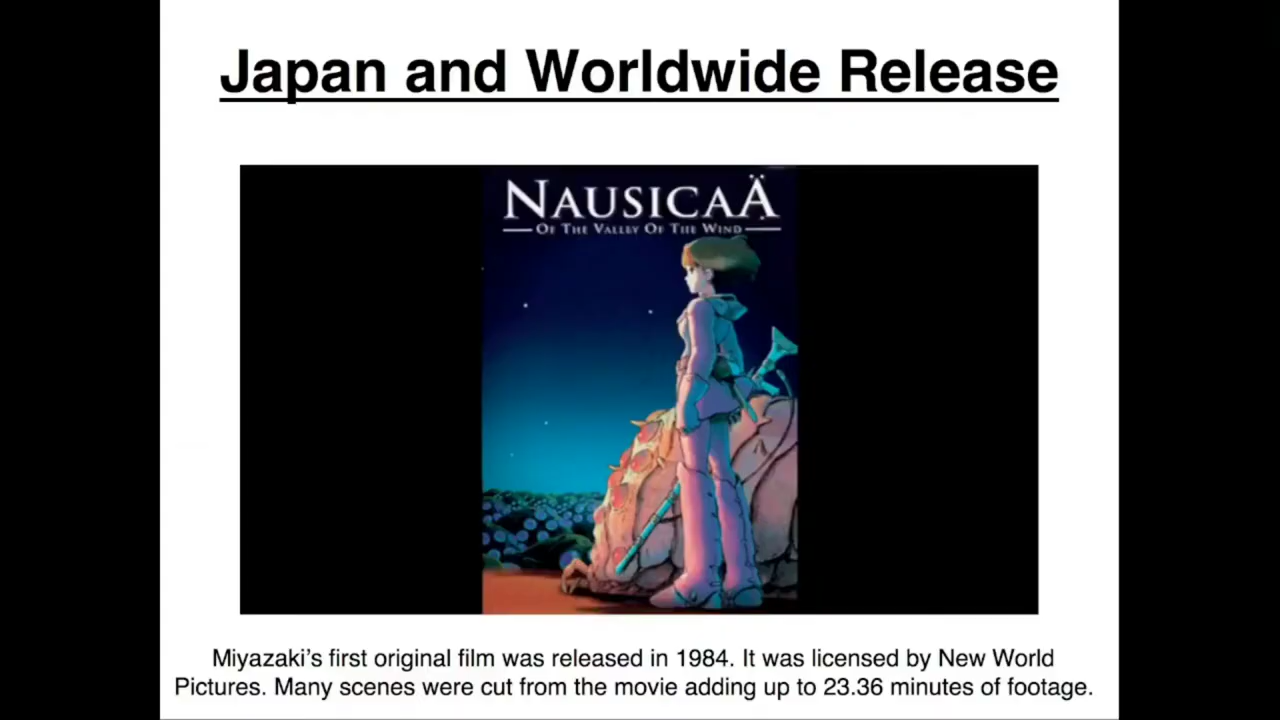 Japan and Worldwide Release
NAUSICAÄ
OF THE VALLEY OF THE WIND
Miyazaki's first original film was released in 1984. It was licensed by New World
Pictures. Many scenes were cut from the movie adding up to 23.36 minutes of footage.